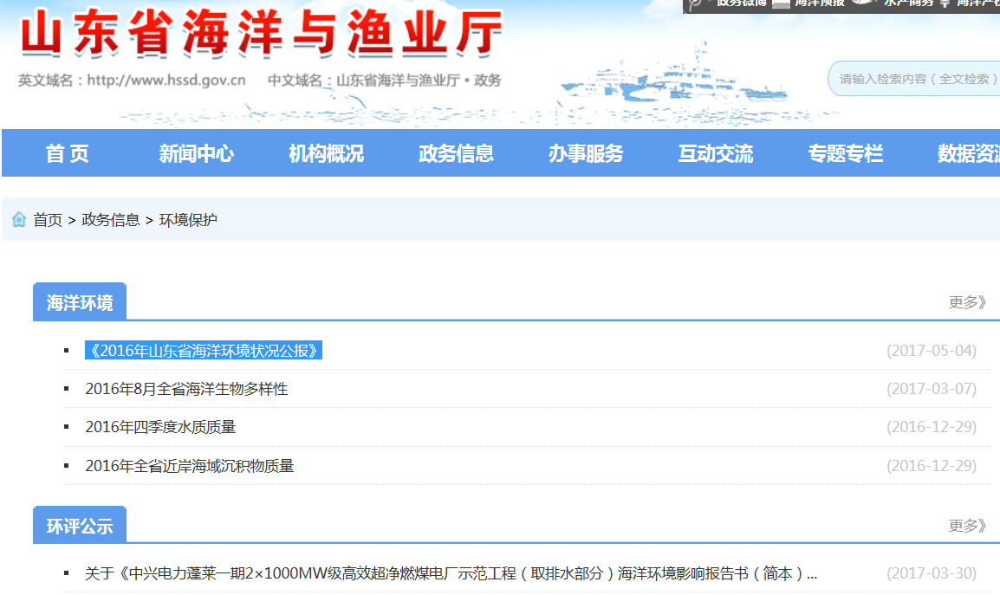 政务微博 海洋预报 水产商务 海洋产权
山东省海洋与渔业厅
英文域名：http://www.hssd.gov.cn 中文域名：山东省海洋与渔业厅·政务
请输入检索内容（全文检索）
首 页 新闻中心 机构概况 政务信息 办事服务 互动交流 专题专栏 数据资源
首页 > 政务信息 > 环境保护
海洋环境 更多》
《2016年山东省海洋环境状况公报》 (2017-05-04)
2016年8月全省海洋生物多样性 (2017-03-07)
2016年四季度水质质量 (2016-12-29)
2016年全省近岸海域沉积物质量 (2016-12-29)
环评公示 更多》
关于《中兴电力蓬莱一期2×1000MW级高效超净燃煤电厂示范工程（取排水部分）海洋环境影响报告书（简本）... (2017-03-30)